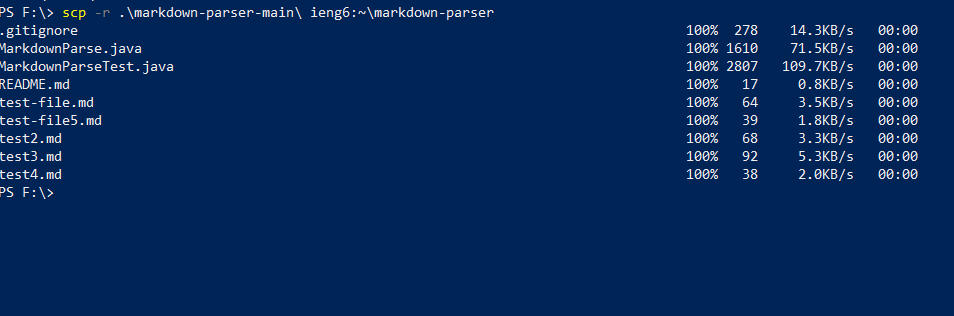 PS F:\> scp -r .\markdown-parser-main\ ieng6:~\markdown-parser
.gitignore 100% 278 14.3KB/s 00:00
MarkdownParse.java 100% 1610 71.5KB/s 00:00
MarkdownParseTest.java 100% 2807 109.7KB/s 00:00
README.md 100% 17 0.8KB/s 00:00
test-file.md 100% 64 3.5KB/s 00:00
test-file5.md 100% 39 1.8KB/s 00:00
test2.md 100% 68 3.3KB/s 00:00
test3.md 100% 92 5.3KB/s 00:00
test4.md 100% 38 2.0KB/s 00:00
PS F:\>